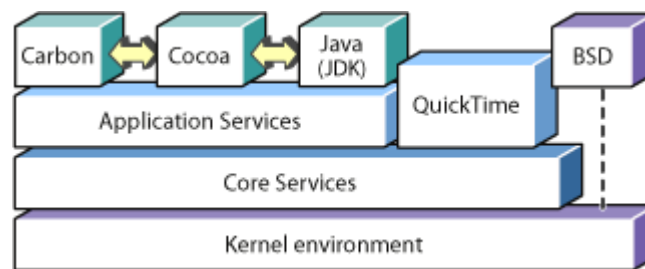 Carbon
Cocoa
Java
(JDK)
BSD
QuickTime
Application Services
Core Services
Kernel environment